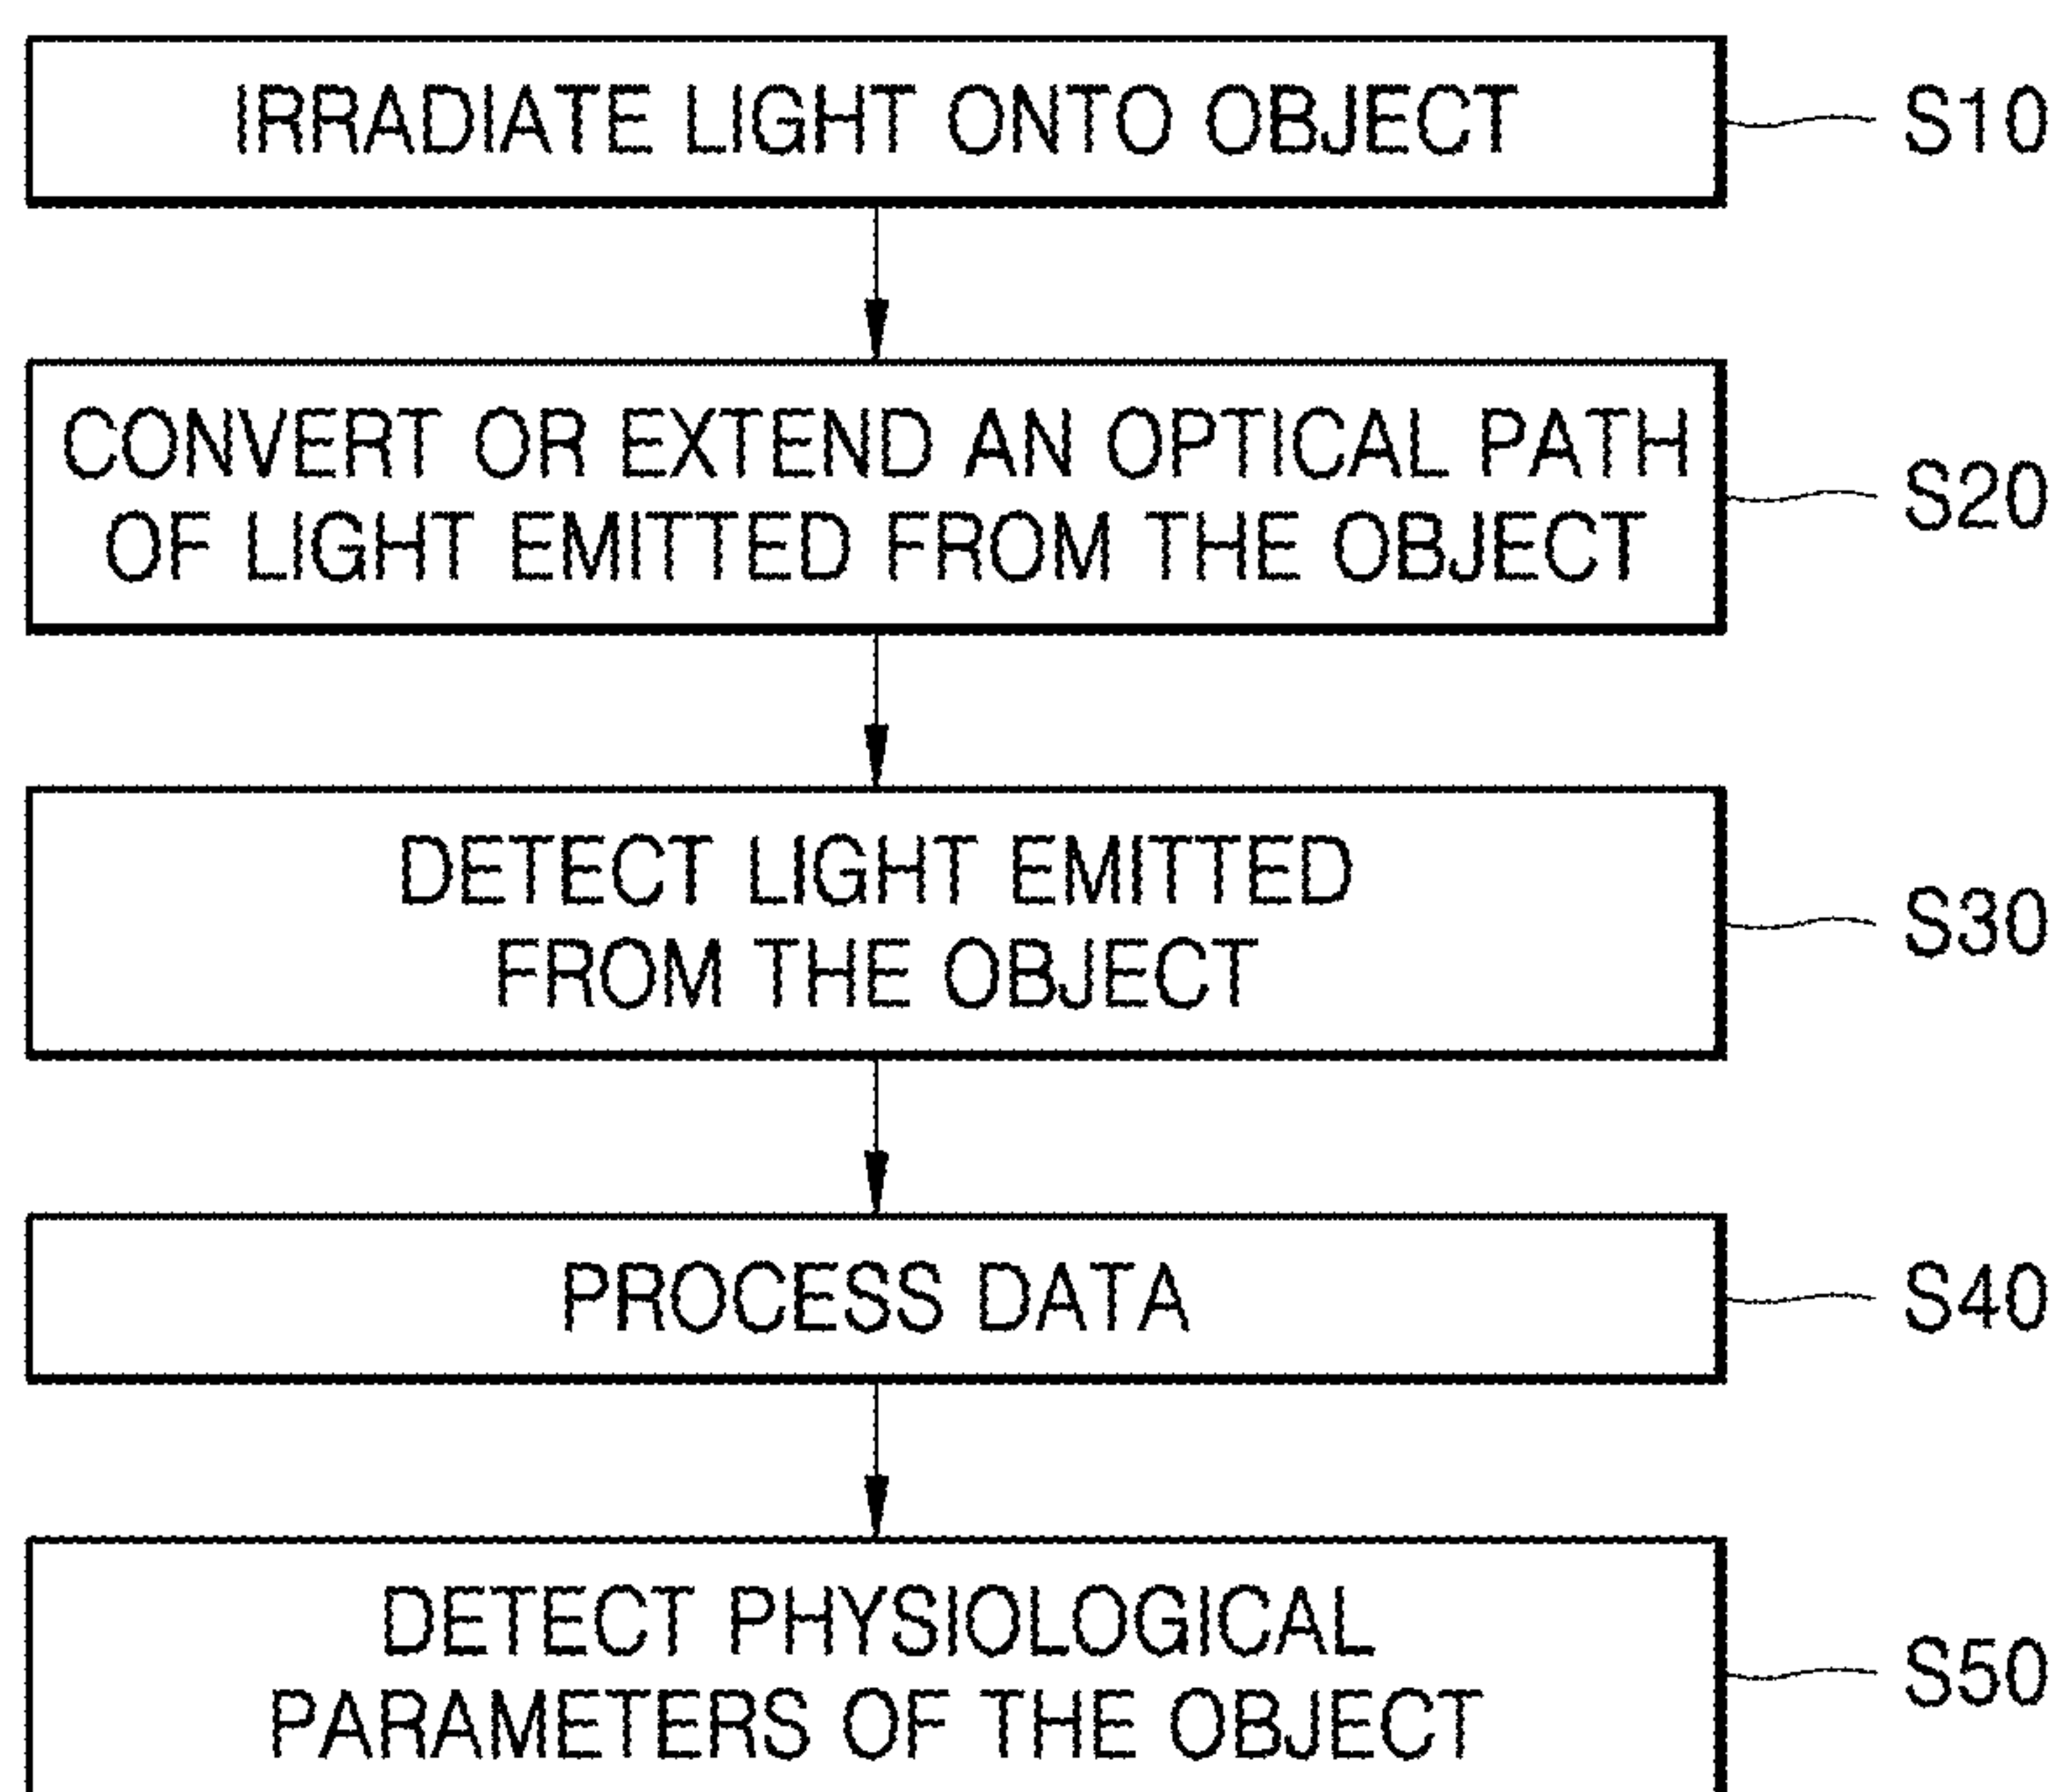 IRRADIATE LIGHT ONTO OBJECT
S10
CONVERT OR EXTEND AN OPTICAL PATH
OF LIGHT EMITTED FROM THE OBJECT
S20
DETECT LIGHT EMITTED
FROM THE OBJECT
S30
PROCESS DATA
S40
DETECT PHYSIOLOGICAL
PARAMETERS OF THE OBJECT
S50